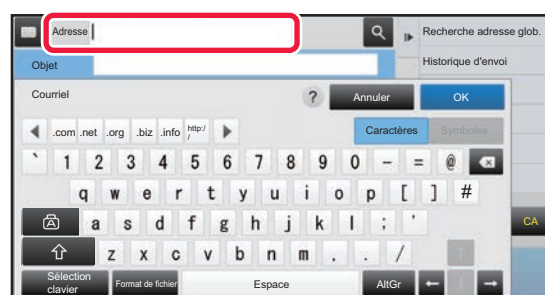 Adresse
Recherche adresse glob.
Objet
Historique d'envoi
Courriel
?
Annuler
OK
.com .net .org .biz .info http:/
/
Caractères
Symboles
` 1 2 3 4 5 6 7 8 9 0 - = @
q w e r t y u i o p [ ] #
a s d f g h j k l ; '
CA
z x c v b n m , . /
Sélection
clavier
Format de fichier
Espace
AltGr